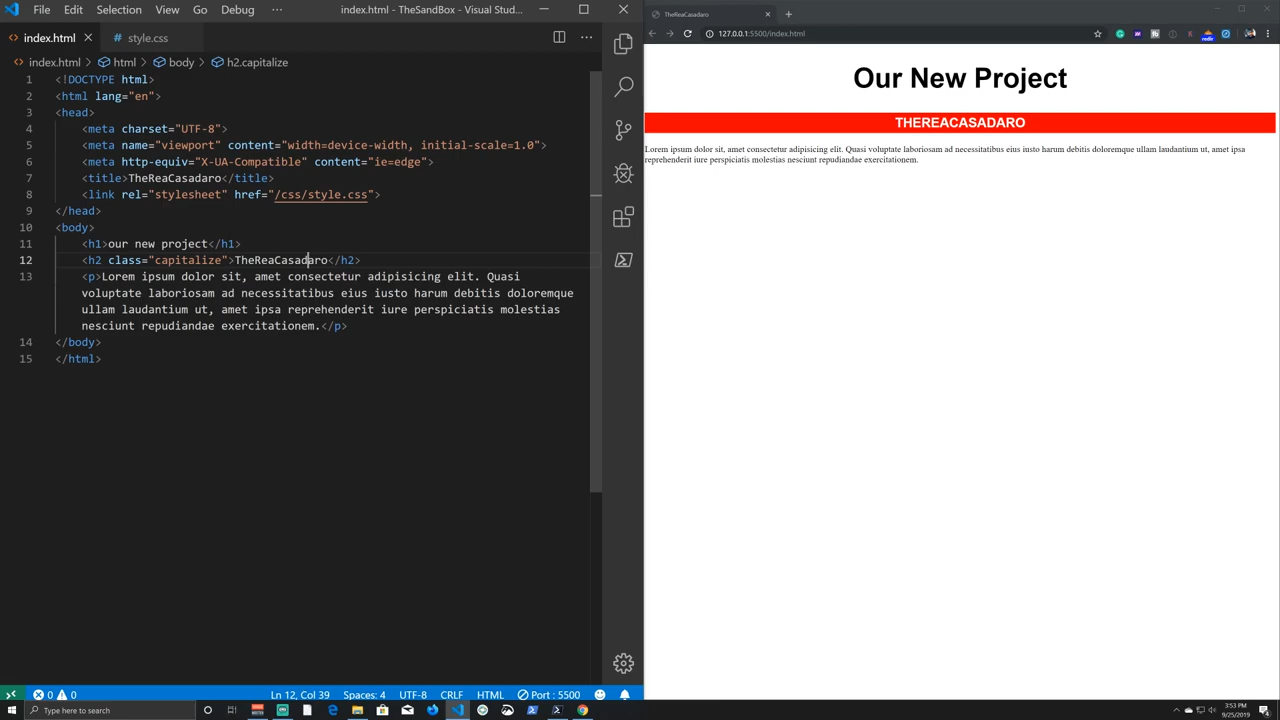 File Edit Selection View Go Debug ... index.html - TheSandBox - Visual Stud...
index.html style.css
index.html > html > body > h2.capitalize
1 <!DOCTYPE html>
2 <html lang="en">
3 <head>
4 <meta charset="UTF-8">
5 <meta name="viewport" content="width=device-width, initial-scale=1.0">
6 <meta http-equiv="X-UA-Compatible" content="ie=edge">
7 <title>TheReaCasadaro</title>
8 <link rel="stylesheet" href="/css/style.css">
9 </head>
10 <body>
11 <h1>our new project</h1>
12 <h2 class="capitalize">TheReaCasadaro</h2>
13 <p>Lorem ipsum dolor sit, amet consectetur adipisicing elit. Quasi
voluptate laboriosam ad necessitatibus eius iusto harum debitis doloremque
ullam laudantium ut, amet ipsa reprehenderit iure perspiciatis molestias
nesciunt repudiandae exercitationem.</p>
14 </body>
15 </html>
0 0 Ln 12, Col 39 Spaces: 4 UTF-8 CRLF HTML Port : 5500
TheReaCasadaro
127.0.0.1:5500/index.html
redir
Our New Project
THEREACASADARO
Lorem ipsum dolor sit, amet consectetur adipisicing elit. Quasi voluptate laboriosam ad necessitatibus eius iusto harum debitis doloremque ullam laudantium ut, amet ipsa
reprehenderit iure perspiciatis molestias nesciunt repudiandae exercitationem.
Type here to search
3:53 PM
9/25/2019